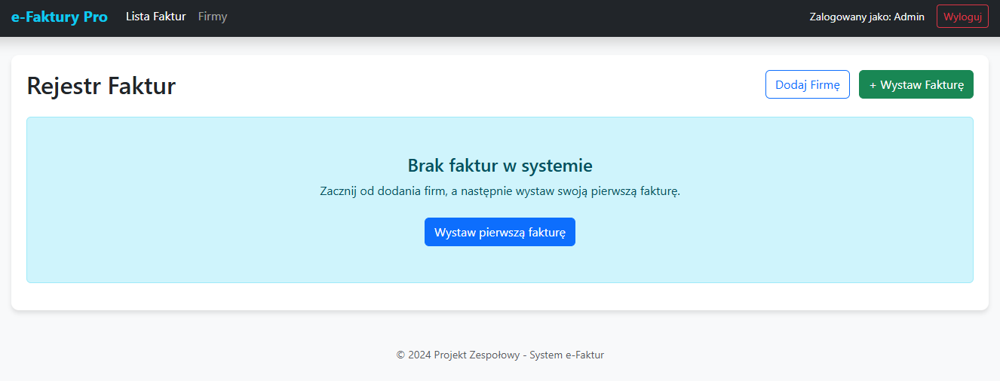 e-Faktury Pro Lista Faktur Firmy Zalogowany jako: Admin Wyloguj
Rejestr Faktur Dodaj Firmę + Wystaw Fakturę
Brak faktur w systemie
Zacznij od dodania firm, a następnie wystaw swoją pierwszą fakturę.
Wystaw pierwszą fakturę
© 2024 Projekt Zespołowy - System e-Faktur